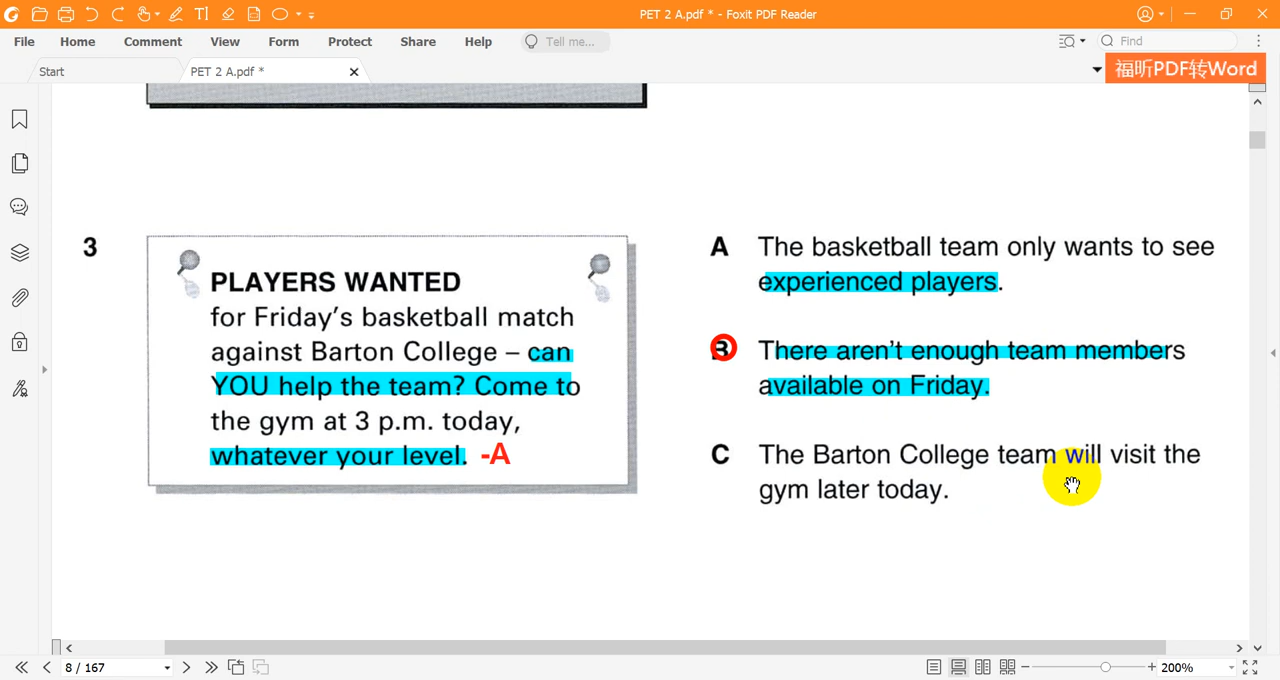 PET 2 A.pdf * - Foxit PDF Reader
File Home Comment View Form Protect Share Help Tell me... Find
Start PET 2 A.pdf * 福昕PDF转Word
3
PLAYERS WANTED
for Friday's basketball match
against Barton College – can
YOU help the team? Come to
the gym at 3 p.m. today,
whatever your level. -A
A The basketball team only wants to see
experienced players.
B There aren't enough team members
available on Friday.
C The Barton College team will visit the
gym later today.
8 / 167 200%